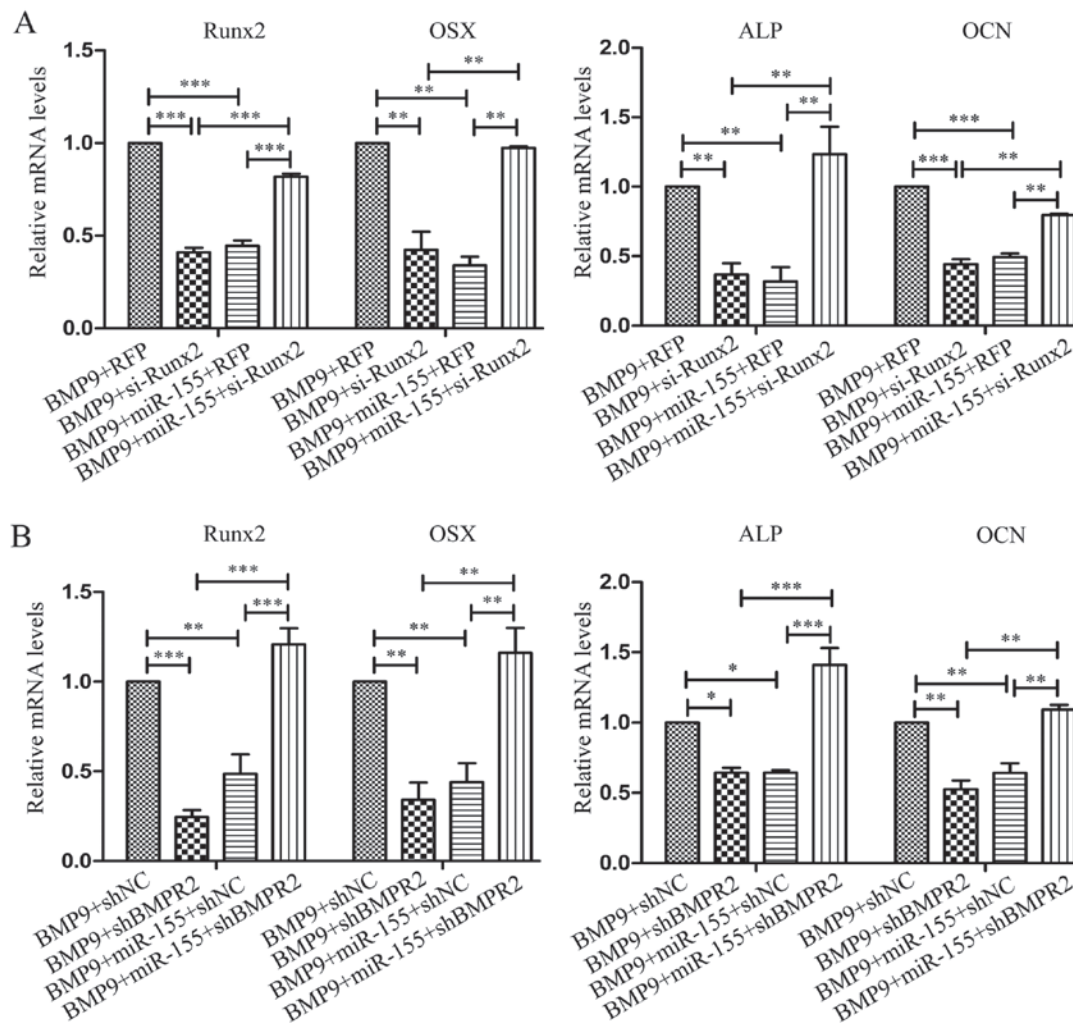 A
Runx2 OSX ALP OCN
Relative mRNA levels
1.5
1.0
0.5
0.0
*** *** *** ***
** ** ** **
Relative mRNA levels
2.0
1.5
1.0
0.5
0.0
** ** ** **
*** *** ** **
BMP9+RFP
BMP9+si-Runx2
BMP9+miR-155+RFP
BMP9+miR-155+si-Runx2
BMP9+RFP
BMP9+si-Runx2
BMP9+miR-155+RFP
BMP9+miR-155+si-Runx2
BMP9+RFP
BMP9+si-Runx2
BMP9+miR-155+RFP
BMP9+miR-155+si-Runx2
BMP9+RFP
BMP9+si-Runx2
BMP9+miR-155+RFP
BMP9+miR-155+si-Runx2
B
Runx2 OSX ALP OCN
Relative mRNA levels
1.5
1.0
0.5
0.0
*** *** ** ***
** ** ** **
Relative mRNA levels
2.0
1.5
1.0
0.5
0.0
*** *** * *
** ** ** **
BMP9+shNC
BMP9+shBMPR2
BMP9+miR-155+shNC
BMP9+miR-155+shBMPR2
BMP9+shNC
BMP9+shBMPR2
BMP9+miR-155+shNC
BMP9+miR-155+shBMPR2
BMP9+shNC
BMP9+shBMPR2
BMP9+miR-155+shNC
BMP9+miR-155+shBMPR2
BMP9+shNC
BMP9+shBMPR2
BMP9+miR-155+shNC
BMP9+miR-155+shBMPR2